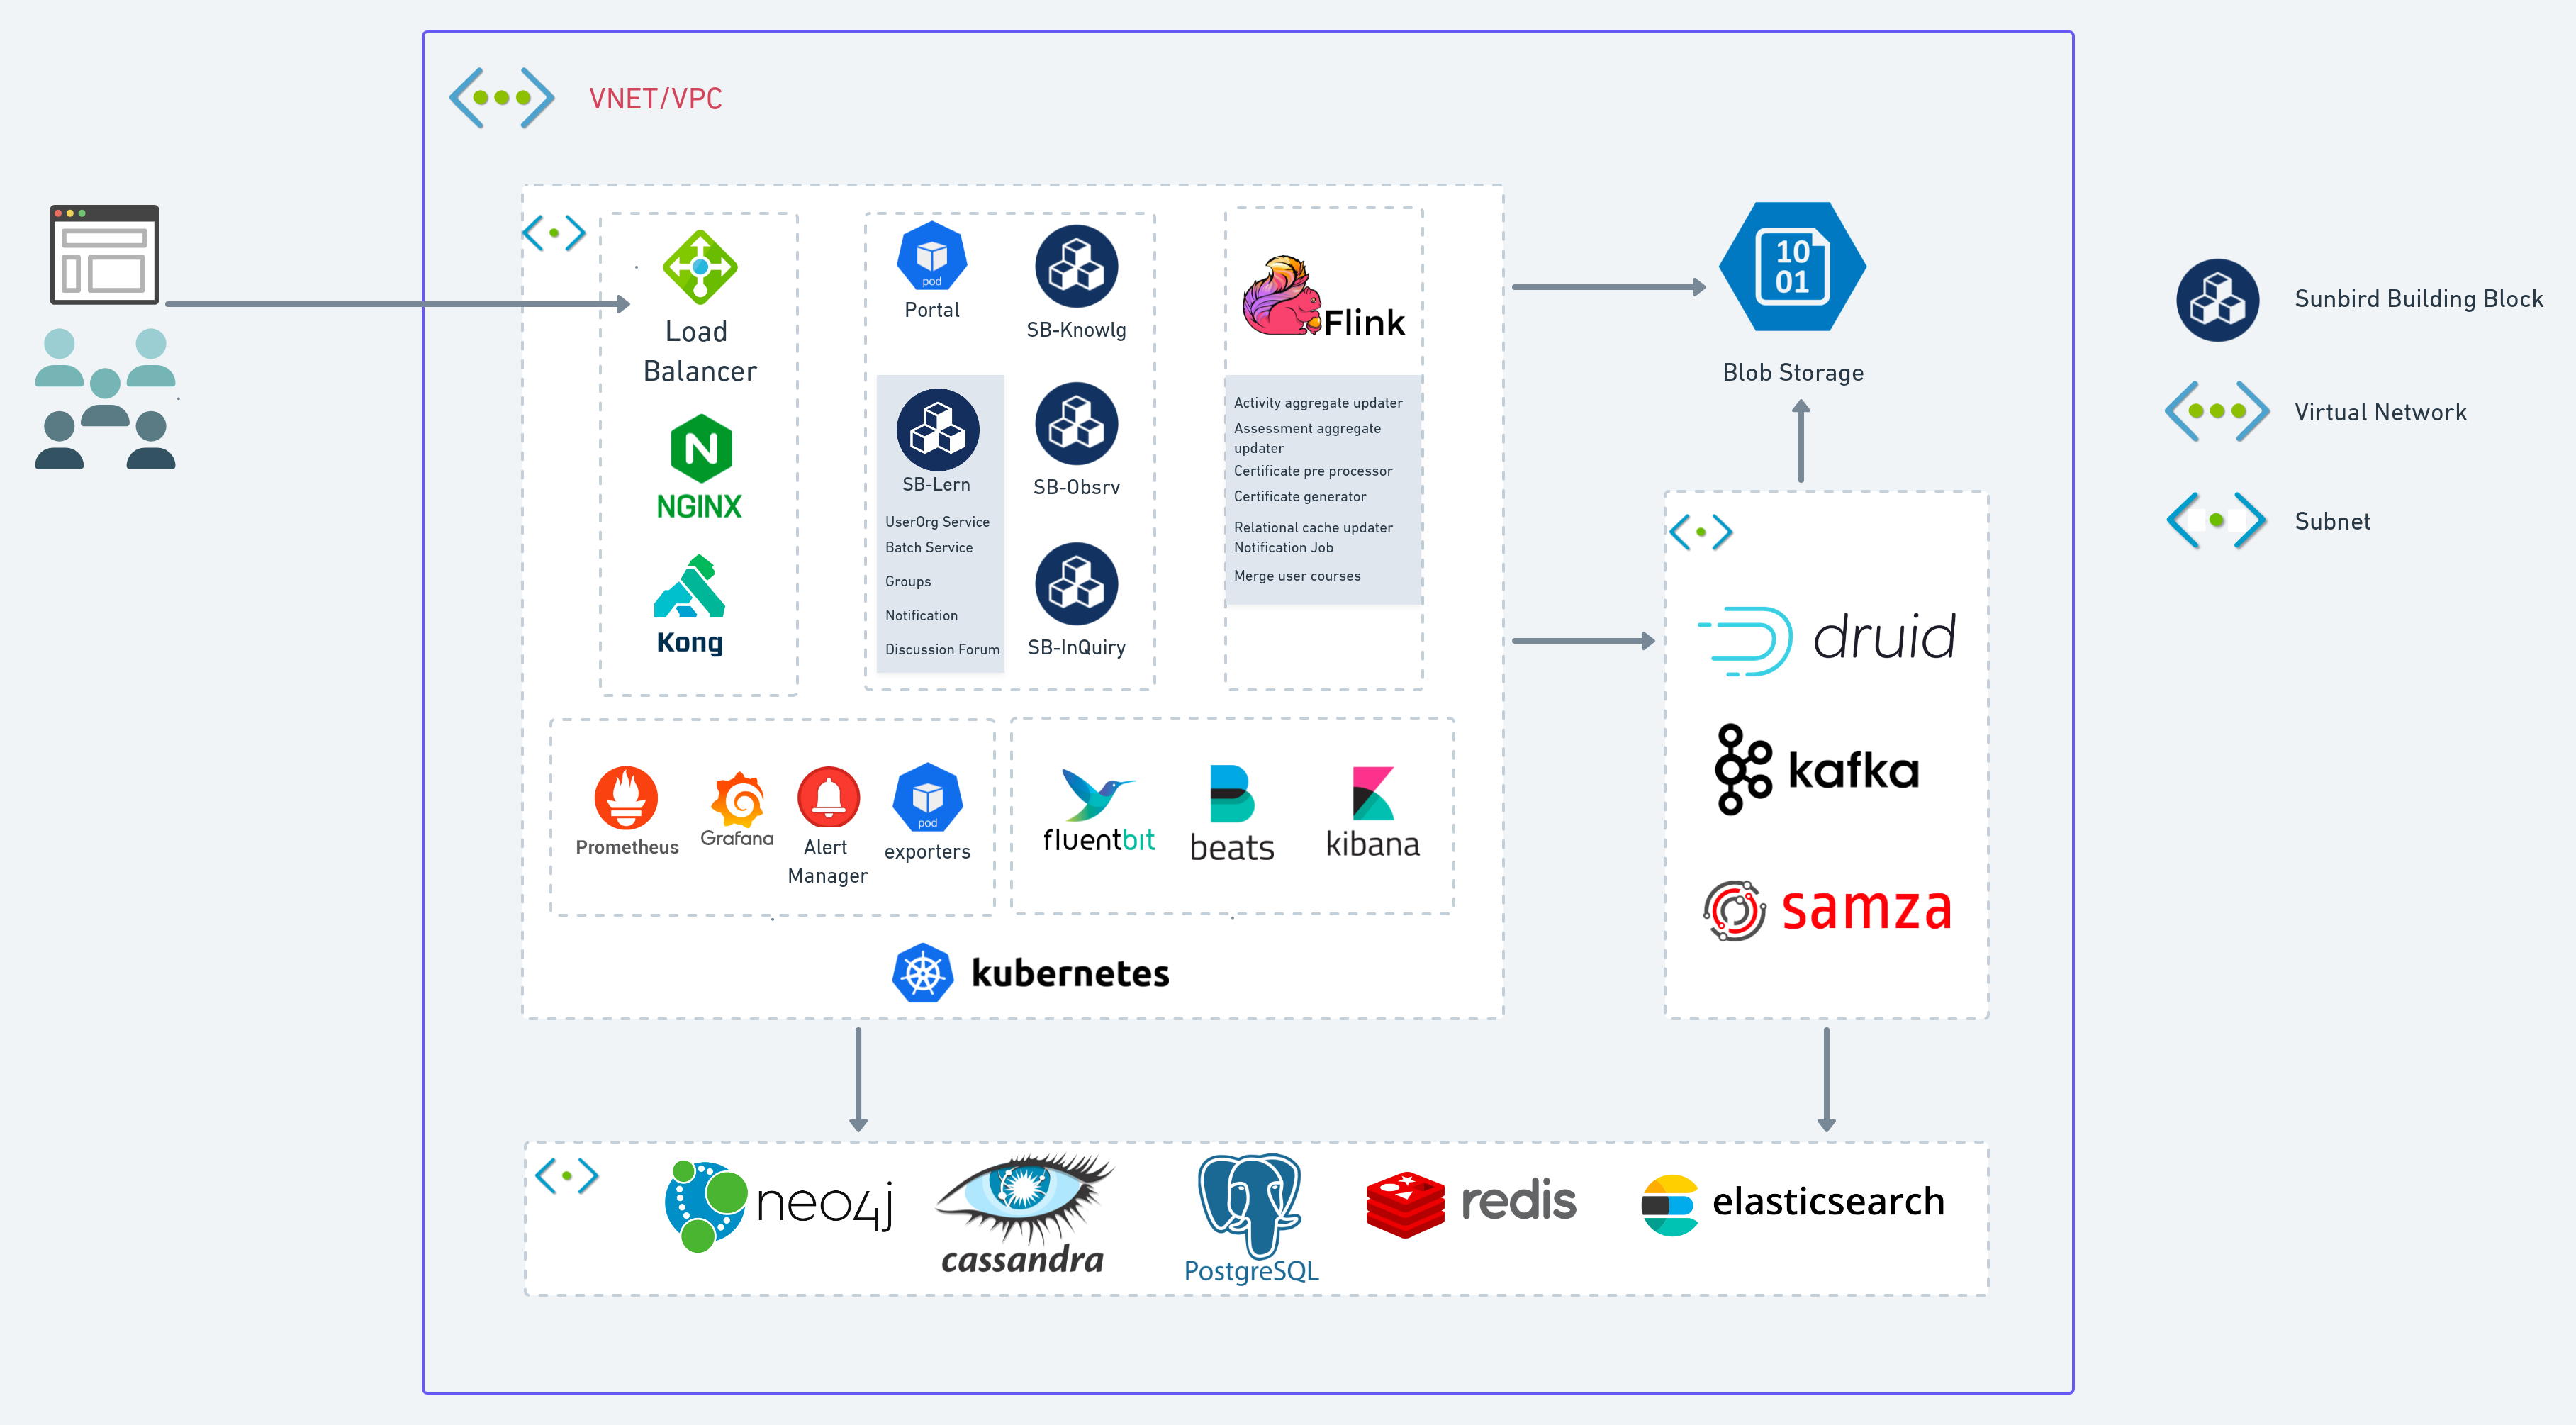 VNET/VPC
Load
Balancer
NGINX
Kong
pod
Portal
SB-Knowlg
SB-Lern
UserOrg Service
Batch Service
Groups
Notification
Discussion Forum
SB-Obsrv
SB-InQuiry
Flink
Activity aggregate updater
Assessment aggregate
updater
Certificate pre processor
Certificate generator
Relational cache updater
Notification Job
Merge user courses
Prometheus
Grafana
Alert
Manager
pod
exporters
fluentbit
beats
kibana
kubernetes
10
01
Blob Storage
druid
kafka
samza
neo4j
cassandra
PostgreSQL
redis
elasticsearch
Sunbird Building Block
Virtual Network
Subnet